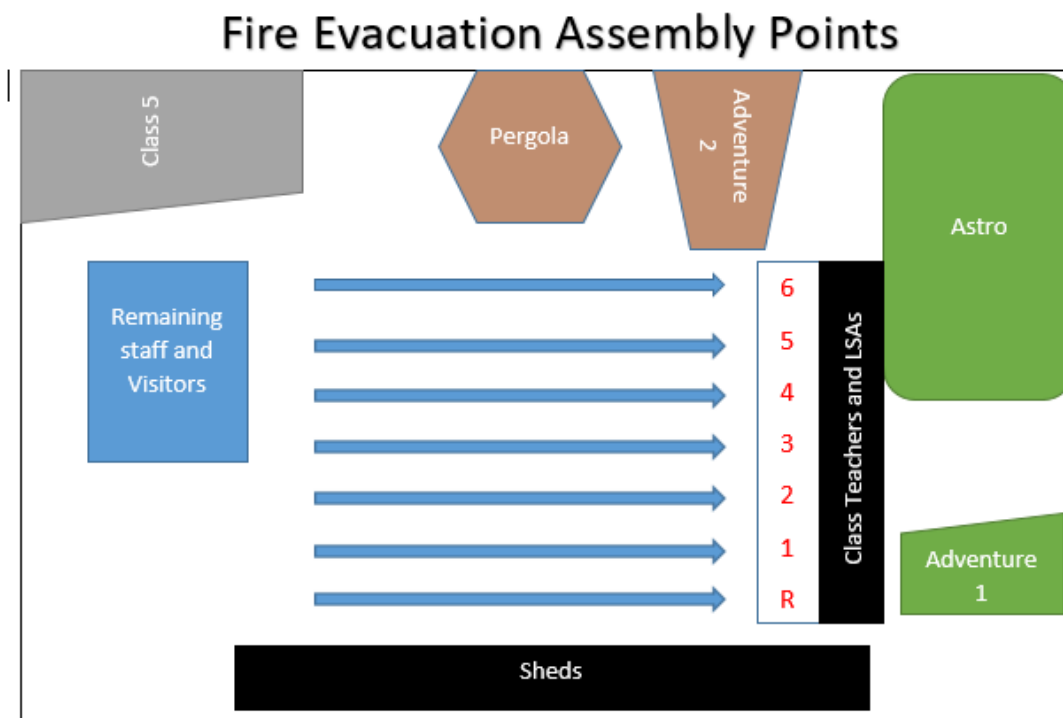 Fire Evacuation Assembly Points
Class 5
Pergola
Adventure
2
Astro
Remaining
staff and
Visitors
6
5
4
3
2
1
R
Class Teachers and LSAs
Adventure
1
Sheds